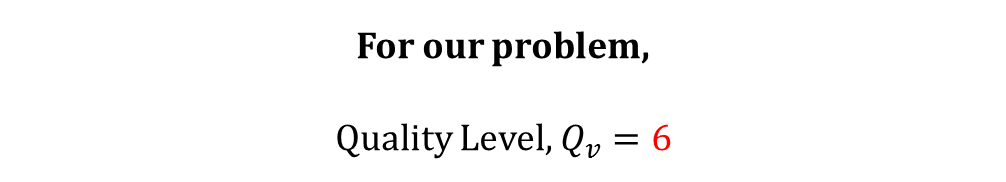 For our problem,
Quality Level, Qᵥ = 6